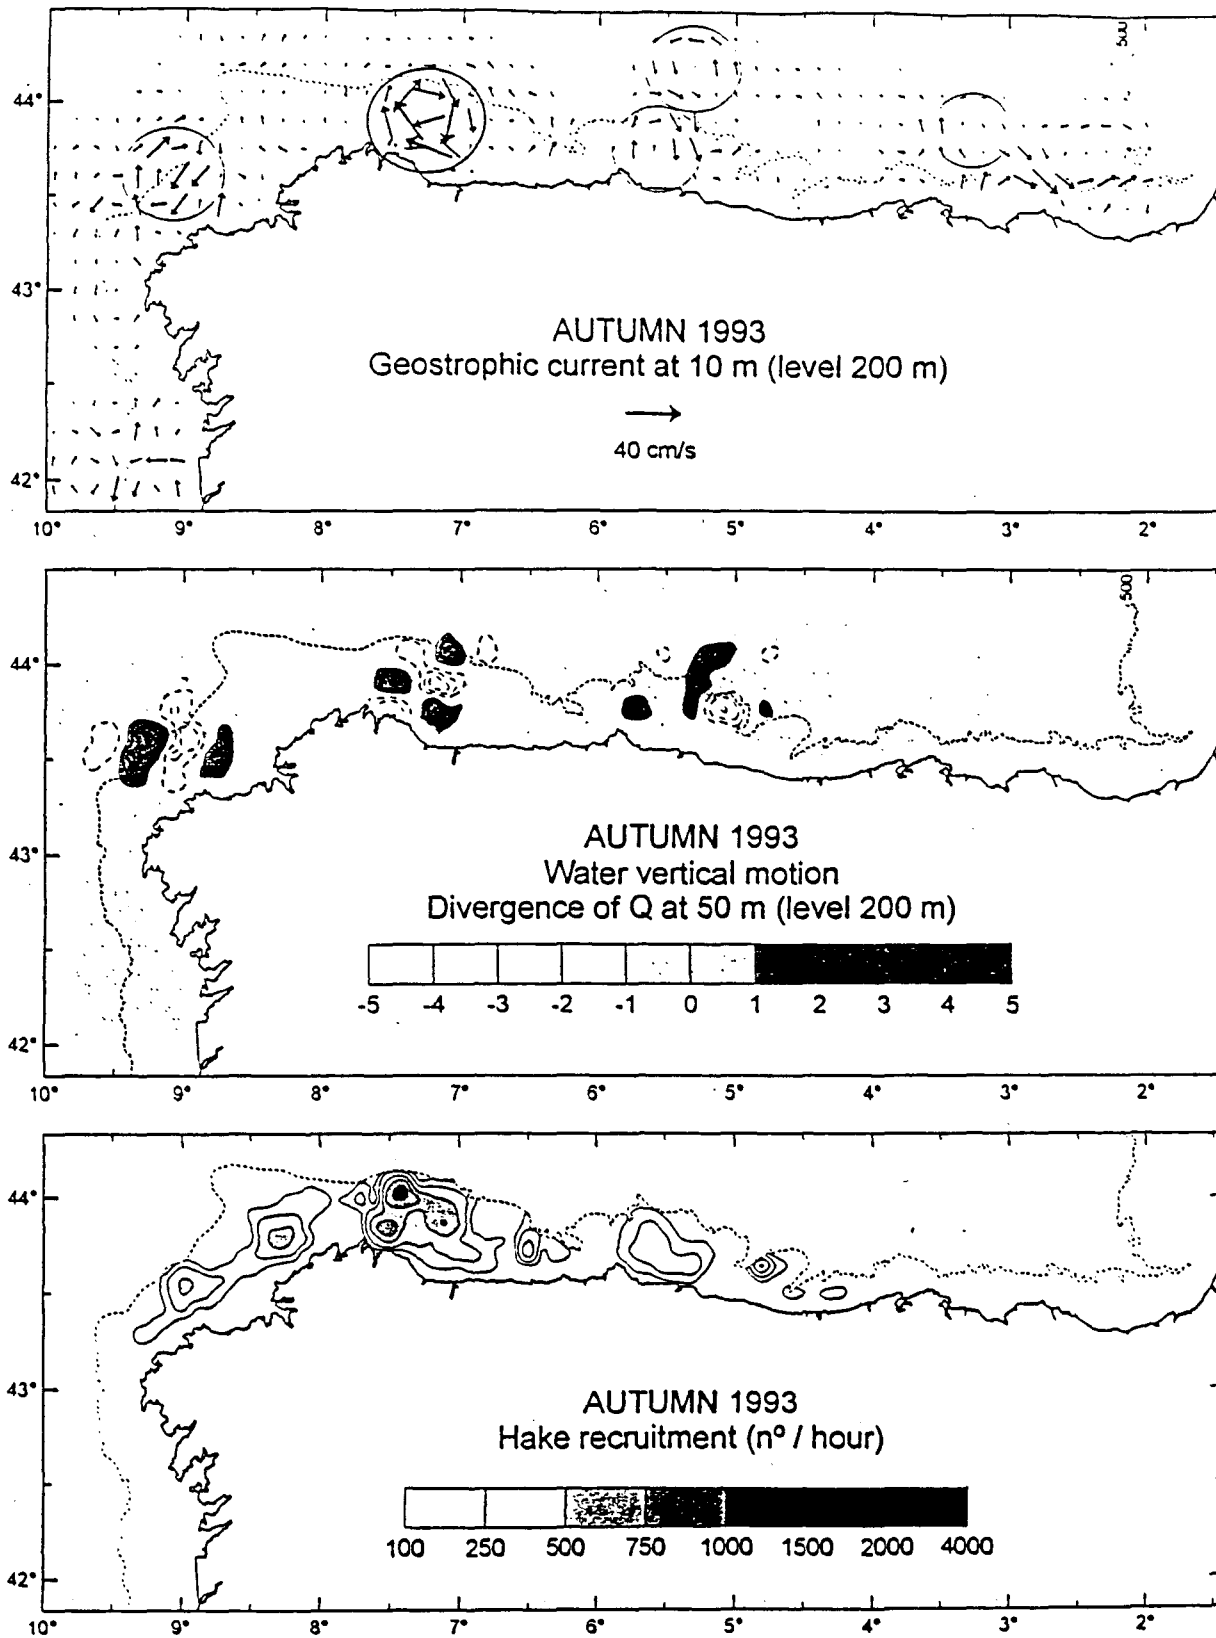 500
44°
43°
42°
AUTUMN 1993
Geostrophic current at 10 m (level 200 m)
40 cm/s
10° 9° 8° 7° 6° 5° 4° 3° 2°
500
44°
43°
42°
AUTUMN 1993
Water vertical motion
Divergence of Q at 50 m (level 200 m)
-5 -4 -3 -2 -1 0 1 2 3 4 5
10° 9° 8° 7° 6° 5° 4° 3° 2°
44°
43°
42°
AUTUMN 1993
Hake recruitment (nº / hour)
100 250 500 750 1000 1500 2000 4000
10° 9° 8° 7° 6° 5° 4° 3° 2°